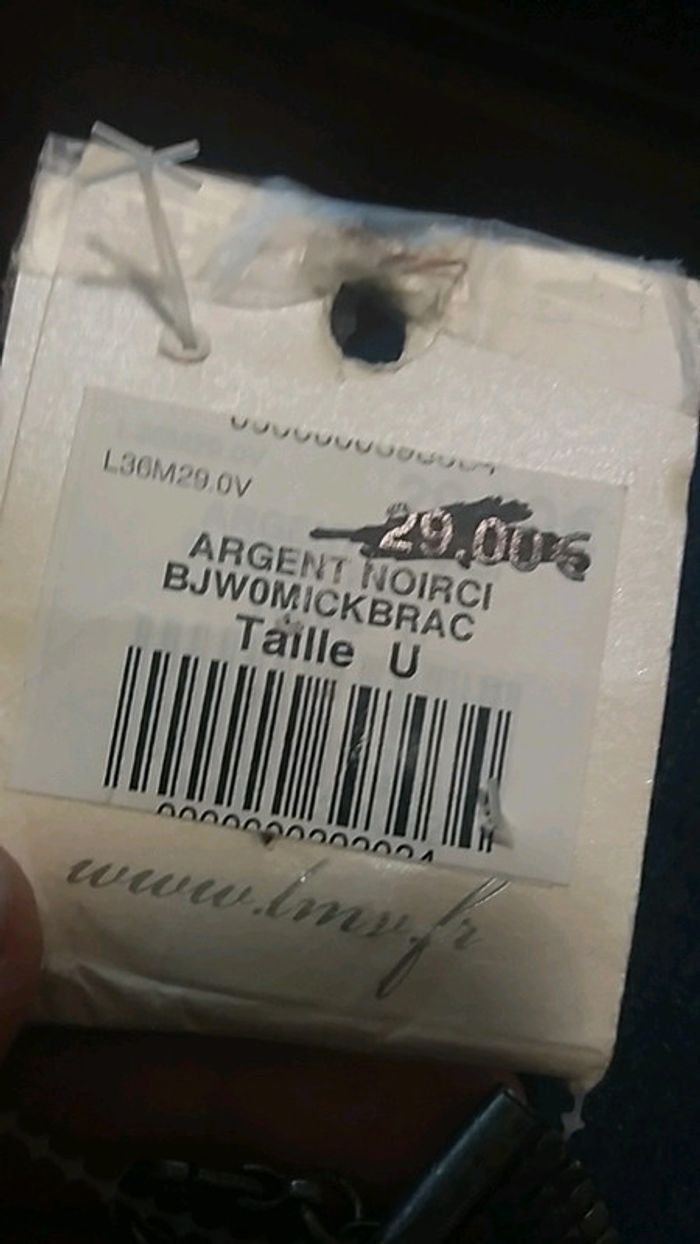 L36M29.0V
29.00€
ARGENT NOIRCI
BJW0MICKBRAC
Taille U
www.lmv.fr